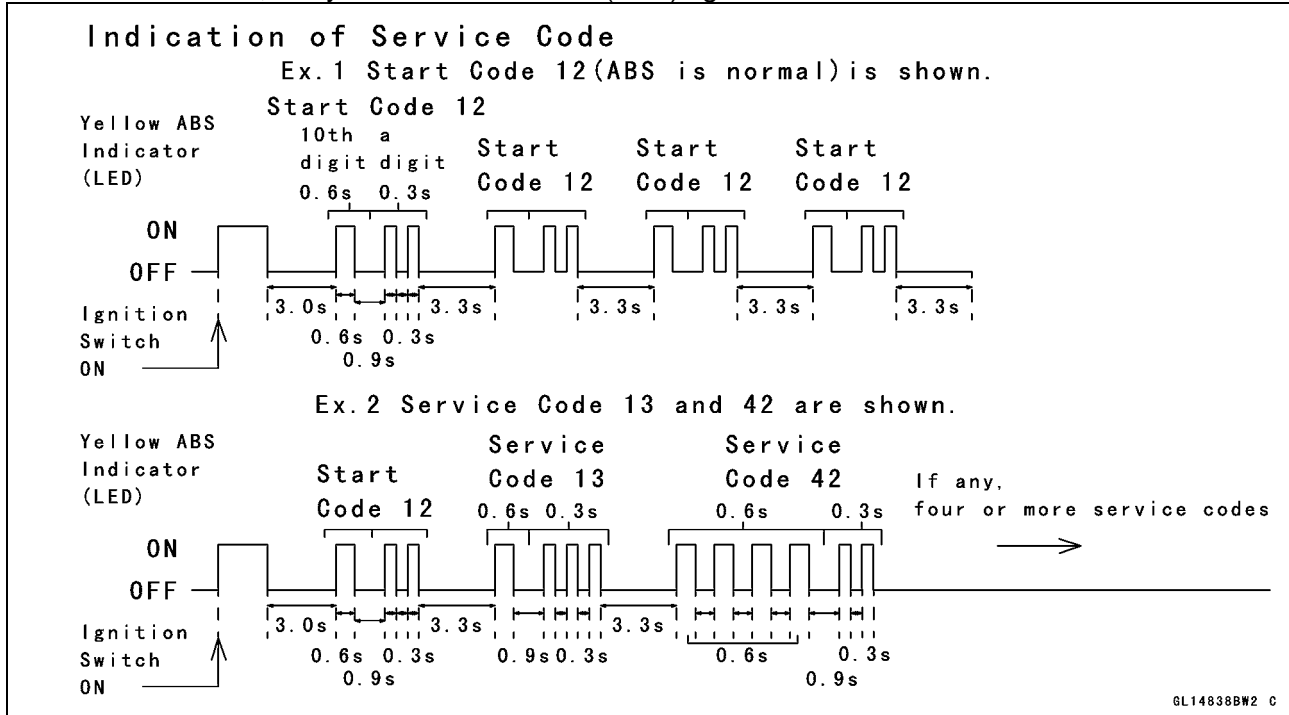 Indication of Service Code
Ex.1 Start Code 12(ABS is normal)is shown.
Start Code 12
Yellow ABS
Indicator
(LED)
10th a
digit digit
0.6s 0.3s
Start
Code 12
Start
Code 12
Start
Code 12
ON
OFF
3.0s
3.3s
3.3s
3.3s
3.3s
Ignition
Switch
ON
0.6s 0.3s
0.9s
Ex.2 Service Code 13 and 42 are shown.
Yellow ABS
Indicator
(LED)
Start
Code 12
Service
Code 13
0.6s 0.3s
Service
Code 42
0.6s 0.3s
If any,
four or more service codes
ON
OFF
3.0s
3.3s
3.3s
Ignition
Switch
ON
0.6s 0.3s
0.9s
0.9s 0.3s
0.6s
0.3s
0.9s
GL14838BW2 C